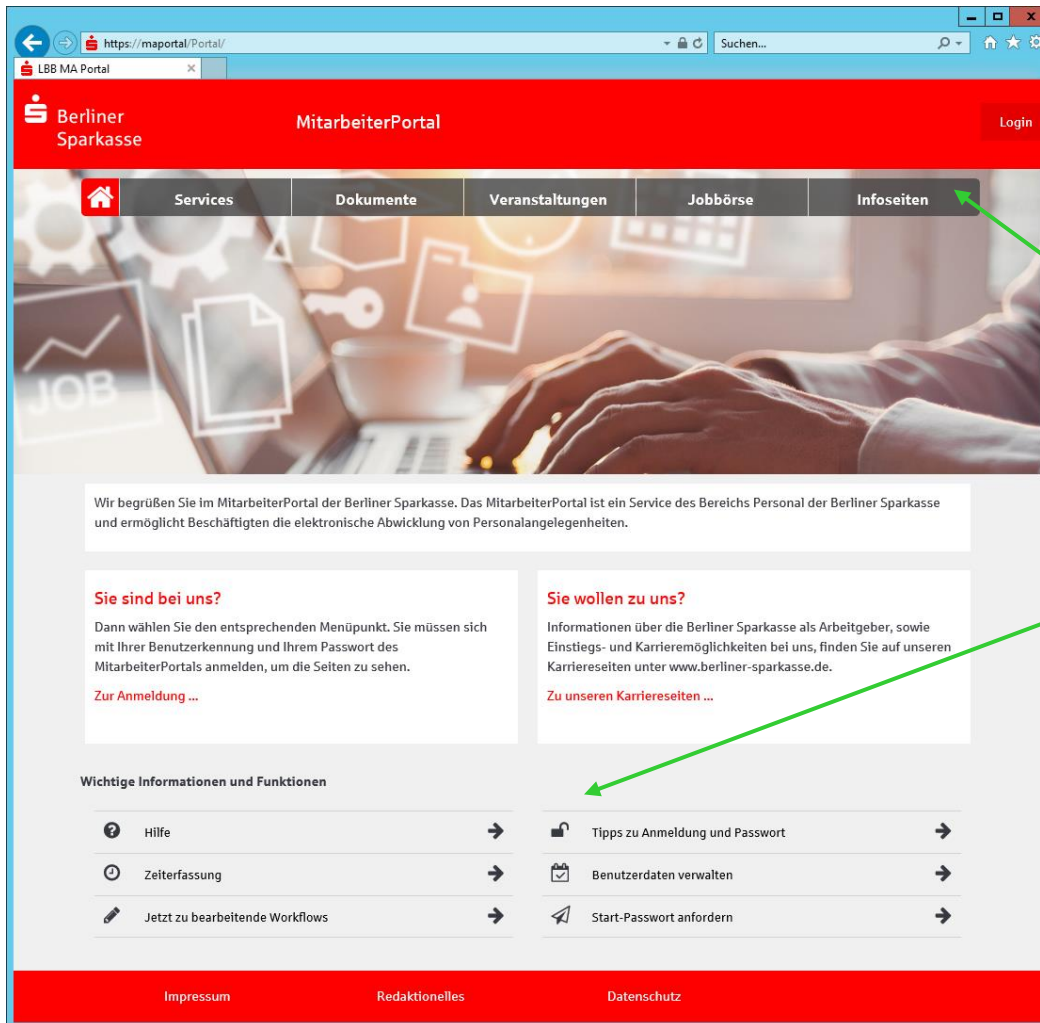 https://maportal/Portal/
Suchen...
LBB MA Portal
Berliner
Sparkasse
MitarbeiterPortal
Login
Services
Dokumente
Veranstaltungen
Jobbörse
Infoseiten
JOB
Wir begrüßen Sie im MitarbeiterPortal der Berliner Sparkasse. Das MitarbeiterPortal ist ein Service des Bereichs Personal der Berliner Sparkasse
und ermöglicht Beschäftigten die elektronische Abwicklung von Personalangelegenheiten.
Sie sind bei uns?
Dann wählen Sie den entsprechenden Menüpunkt. Sie müssen sich
mit Ihrer Benutzerkennung und Ihrem Passwort des
MitarbeiterPortals anmelden, um die Seiten zu sehen.
Zur Anmeldung ...
Sie wollen zu uns?
Informationen über die Berliner Sparkasse als Arbeitgeber, sowie
Einstiegs- und Karrieremöglichkeiten bei uns, finden Sie auf unseren
Karriereseiten unter www.berliner-sparkasse.de.
Zu unseren Karriereseiten ...
Wichtige Informationen und Funktionen
Hilfe
Zeiterfassung
Jetzt zu bearbeitende Workflows
Tipps zu Anmeldung und Passwort
Benutzerdaten verwalten
Start-Passwort anfordern
Impressum
Redaktionelles
Datenschutz